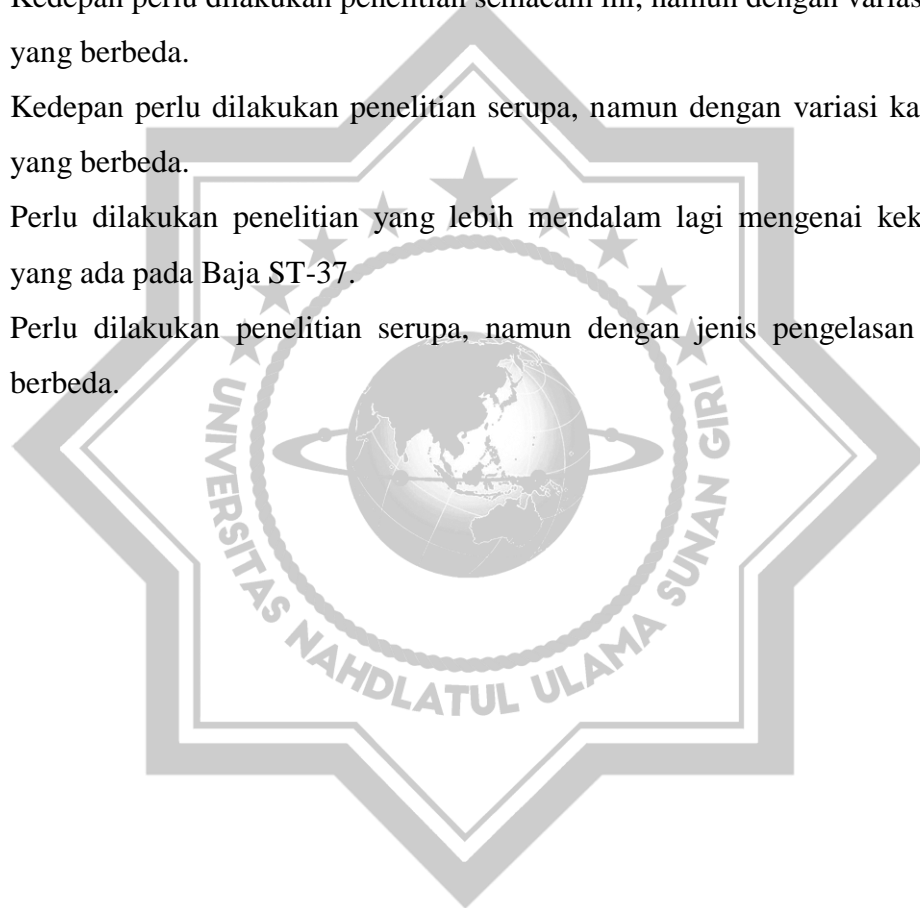 Kedepan perlu dilakukan penelitian semacam ini, namun dengan
yang berbeda.
Kedepan perlu dilakukan penelitian serupa, namun dengan variasi
yang berbeda.
Perlu dilakukan penelitian yang lebih mendalam lagi mengenai
yang ada pada Baja ST-37.
Perlu dilakukan penelitian serupa, namun dengan jenis pengelasan
berbeda.
UNIVERSITAS NAHDLATUL ULAMA SUNAN GIRI